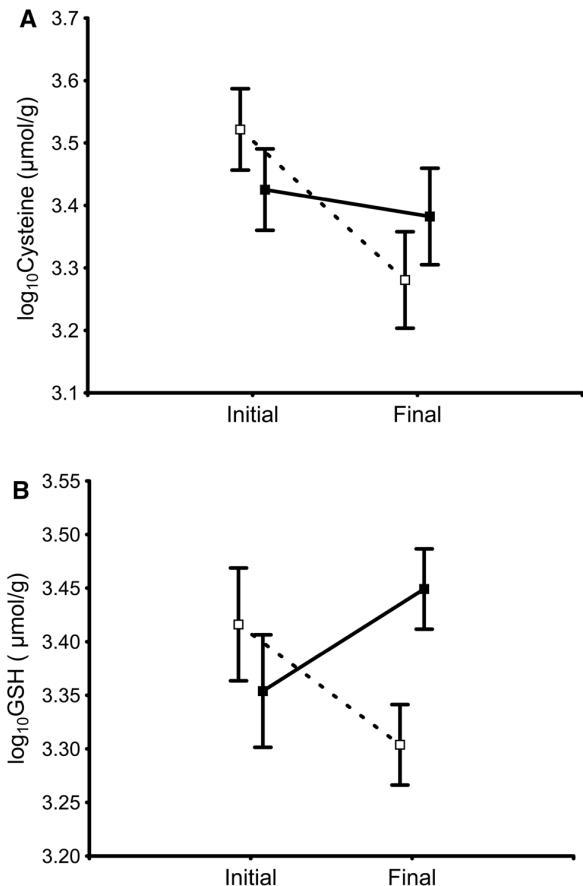 A
3.7
3.6
3.5
3.4
3.3
3.2
3.1
log10Cysteine (μmol/g)
Initial Final
B
3.55
3.50
3.45
3.40
3.35
3.30
3.25
3.20
log10GSH ( μmol/g)
Initial Final